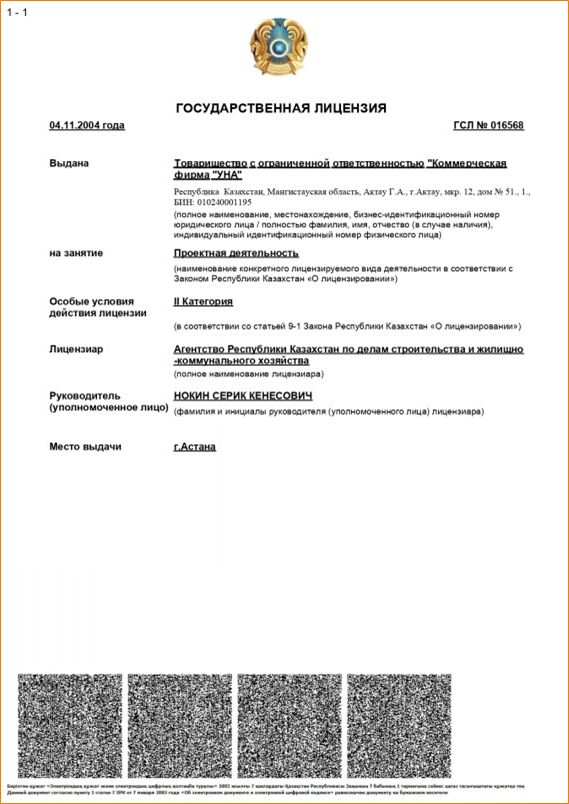 1 - 1
ГОСУДАРСТВЕННАЯ ЛИЦЕНЗИЯ
04.11.2004 года
ГСЛ № 016568
Выдана
Товарищество с ограниченной ответственностью "Коммерческая
фирма "УНА"
Республика Казахстан, Мангистауская область, Актау Г.А., г.Актау, мкр. 12, дом № 51., 1.,
БИН: 010240001195
(полное наименование, местонахождение, бизнес-идентификационный номер
юридического лица / полностью фамилия, имя, отчество (в случае наличия),
индивидуальный идентификационный номер физического лица)
на занятие
Проектная деятельность
(наименование конкретного лицензируемого вида деятельности в соответствии с
Законом Республики Казахстан «О лицензировании»)
Особые условия
действия лицензии
II Категория
(в соответствии со статьей 9-1 Закона Республики Казахстан «О лицензировании»)
Лицензиар
Агентство Республики Казахстан по делам строительства и жилищно
-коммунального хозяйства
(полное наименование лицензиара)
Руководитель
(уполномоченное лицо)
НОКИН СЕРИК КЕНЕСОВИЧ
(фамилия и инициалы руководителя (уполномоченного лица) лицензиара)
Место выдачи
г.Астана
Берілген құжат «Электрондық құжат және электрондық цифрлық қолтаңба туралы» 2003 жылғы 7 қаңтардағы Қазақстан Республикасы Заңының 7 бабының 1 тармағына сәйкес қағаз тасығыштағы құжатқа тең
Данный документ согласно пункту 1 статьи 7 ЗРК от 7 января 2003 года «Об электронном документе и электронной цифровой подписи» равнозначен документу на бумажном носителе